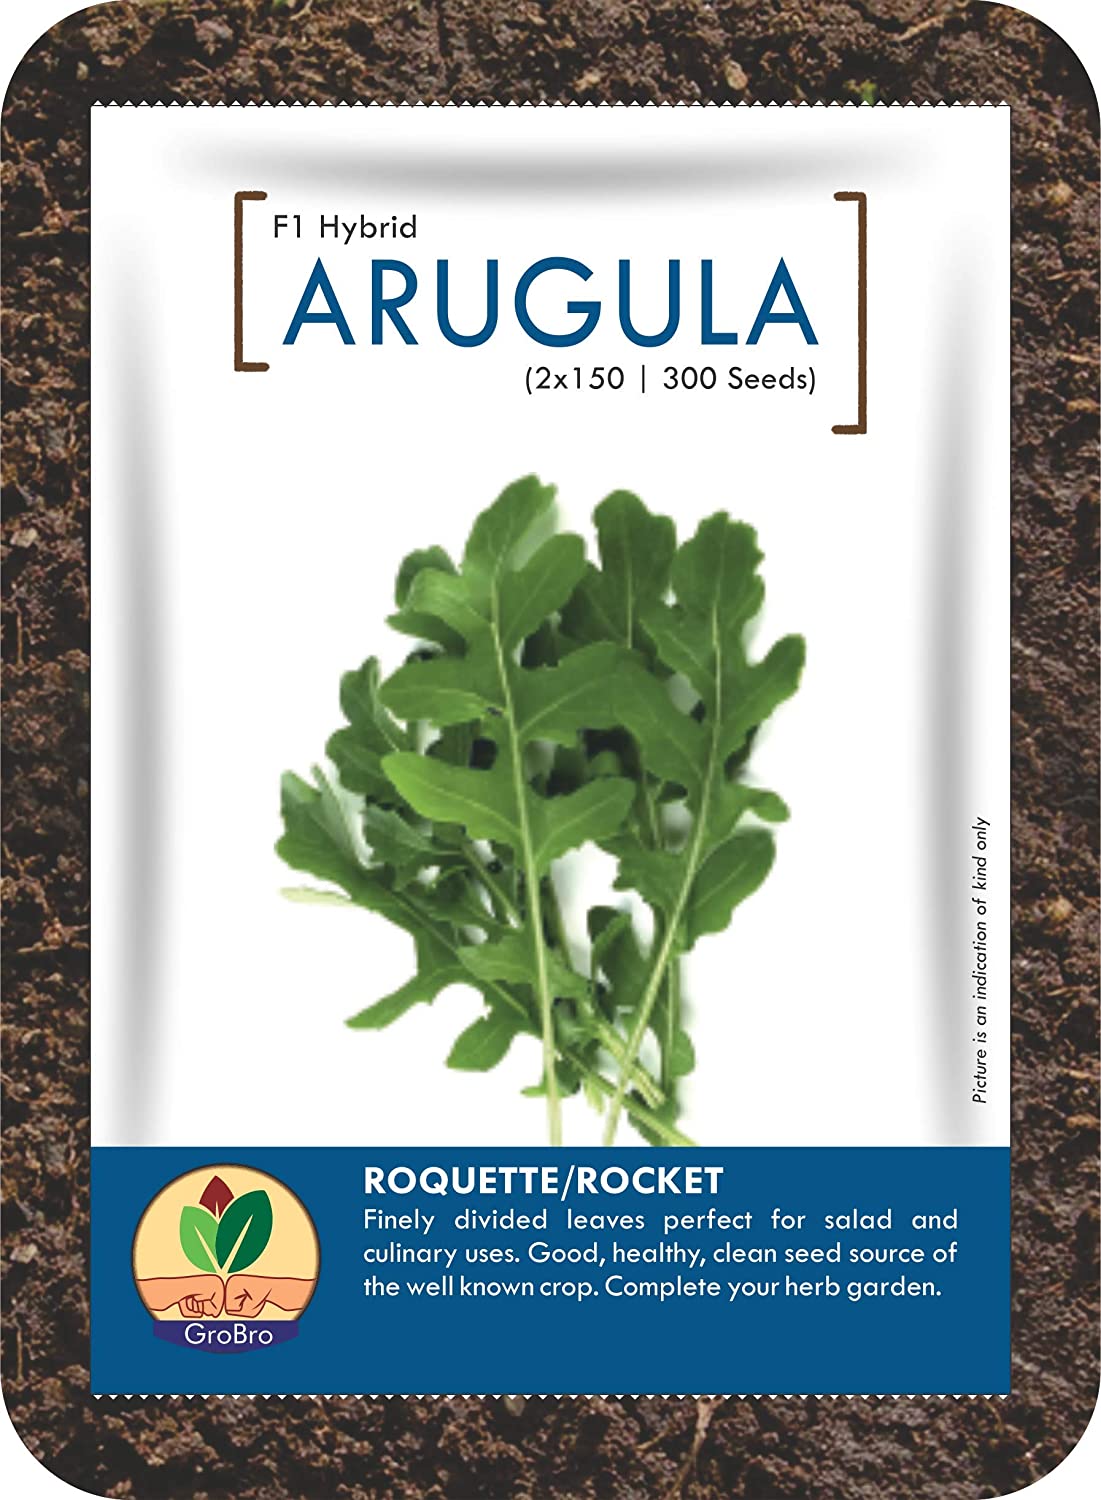 F1 Hybrid
ARUGULA
(2x150 | 300 Seeds)
Picture is an indication of kind only
ROQUETTE/ROCKET
Finely divided leaves perfect for salad and
culinary uses. Good, healthy, clean seed source of
the well known crop. Complete your herb garden.
GroBro